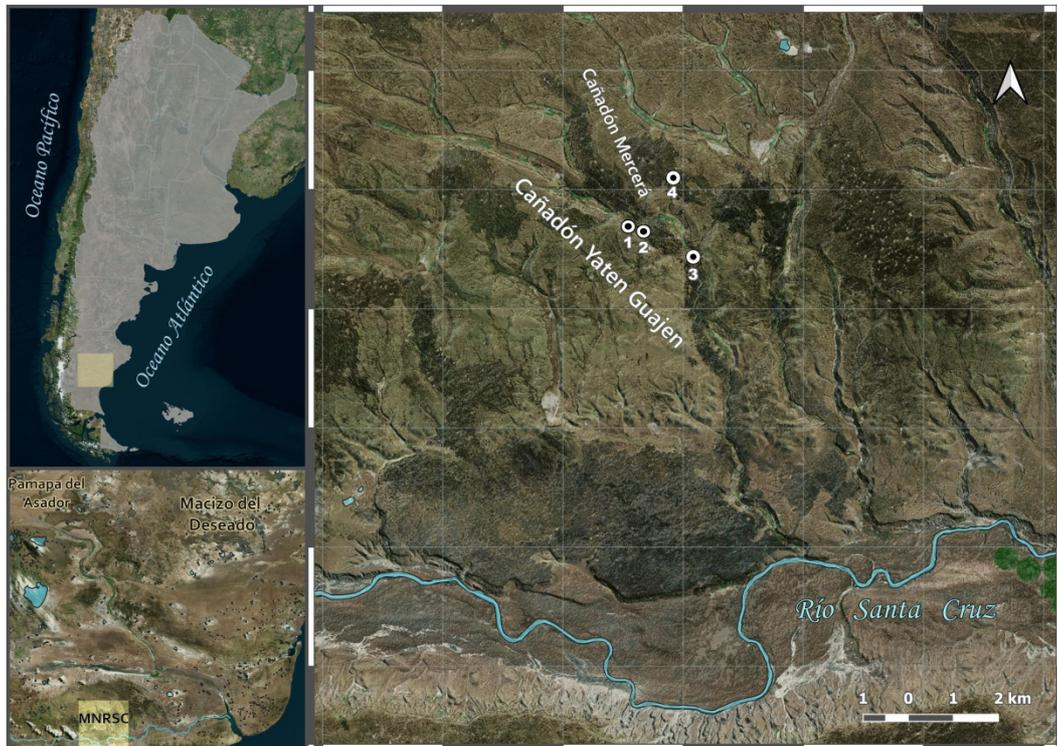 Oceano Pacífico
Oceano Atlántico
Pamapa del
Asador
Macizo del
Deseado
MNRSC
Cañadón Mercerá
Cañadón Yaten Guajen
4
1
2
3
Río Santa Cruz
1 0 1 2 km